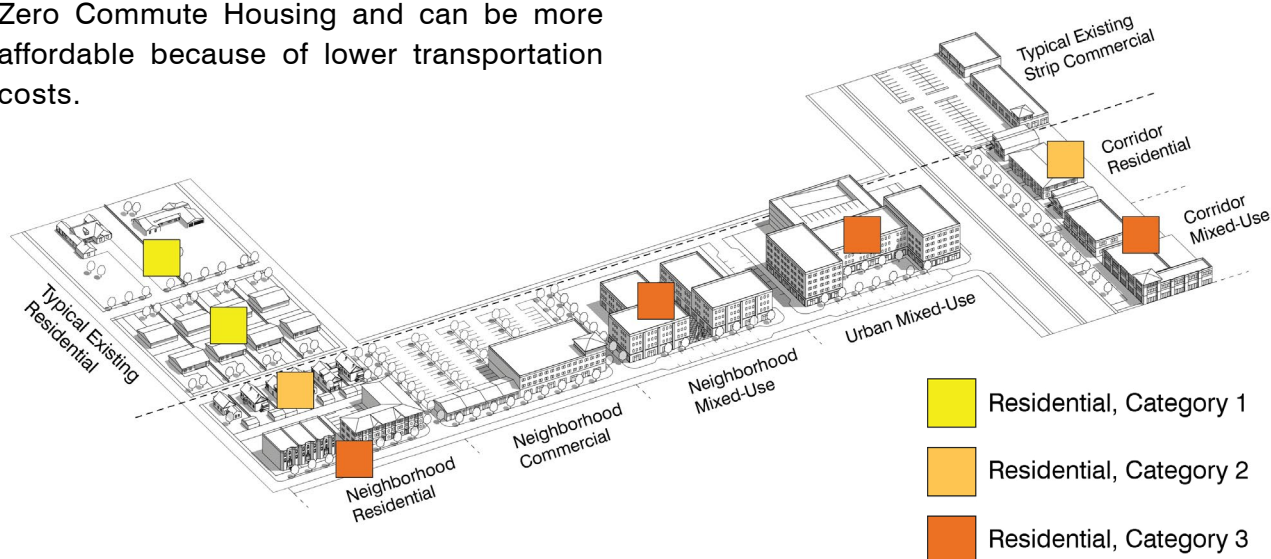 Zero Commute Housing and can be more
affordable because of lower transportation
costs.
Typical Existing
Strip Commercial
Corridor
Residential
Corridor
Mixed-Use
Typical Existing
Residential
Urban Mixed-Use
Neighborhood
Mixed-Use
Neighborhood
Commercial
Neighborhood
Residential
Residential, Category 1
Residential, Category 2
Residential, Category 3